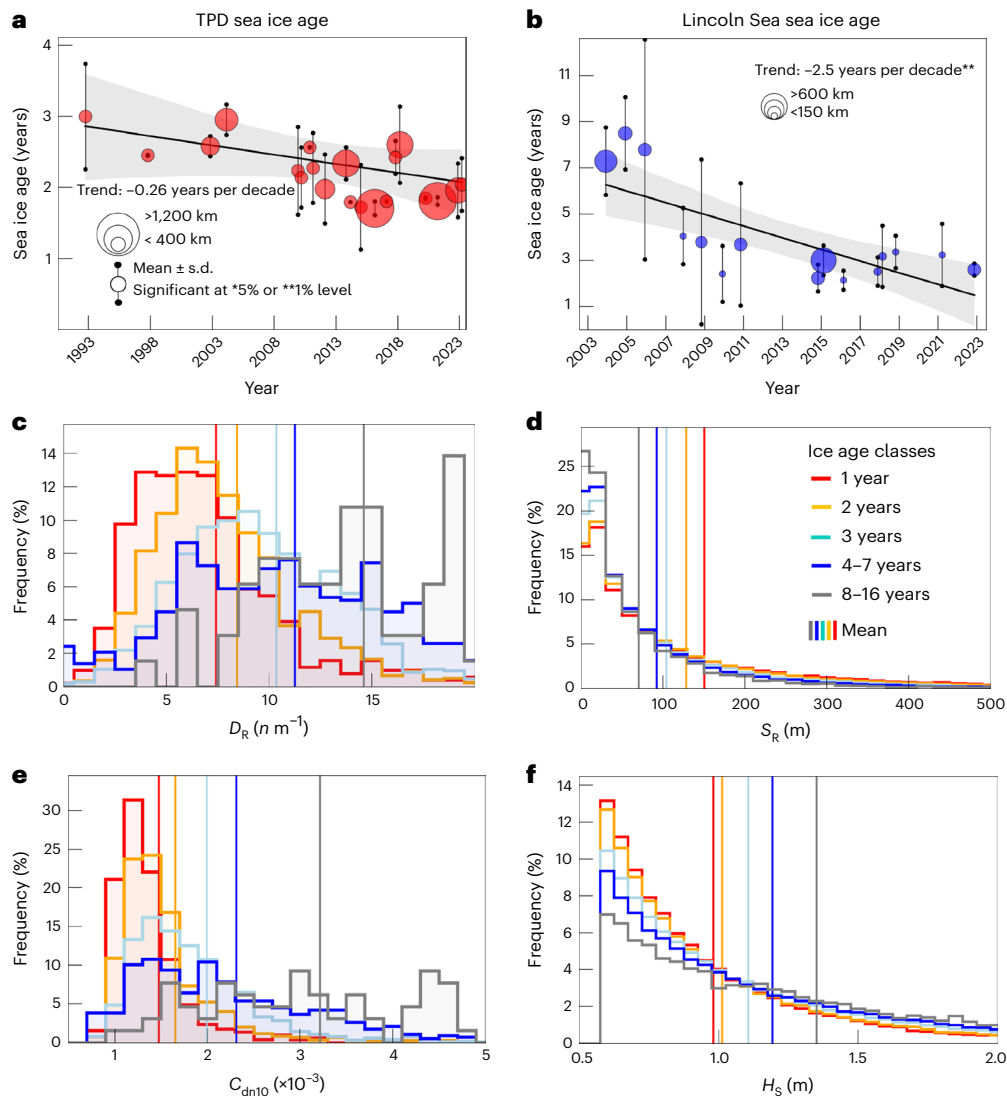 a
TPD sea ice age
Sea ice age (years)
4
3
2
1
Trend: –0.26 years per decade
>1,200 km
< 400 km
Mean ± s.d.
Significant at *5% or **1% level
1993
1998
2003
2008
2013
2018
2023
Year
b
Lincoln Sea sea ice age
Sea ice age (years)
11
9
7
5
3
1
Trend: –2.5 years per decade**
>600 km
<150 km
2003
2005
2007
2009
2011
2013
2015
2017
2019
2021
2023
Year
c
Frequency (%)
14
12
10
8
6
4
2
0
0
5
10
15
D_R (n m⁻¹)
d
Frequency (%)
25
20
15
10
5
0
Ice age classes
1 year
2 years
3 years
4–7 years
8–16 years
Mean
0
100
200
300
400
500
S_R (m)
e
Frequency (%)
30
25
20
15
10
5
0
1
2
3
4
5
C_dn10 (×10⁻³)
f
Frequency (%)
14
12
10
8
6
4
2
0
0.5
1.0
1.5
2.0
H_S (m)